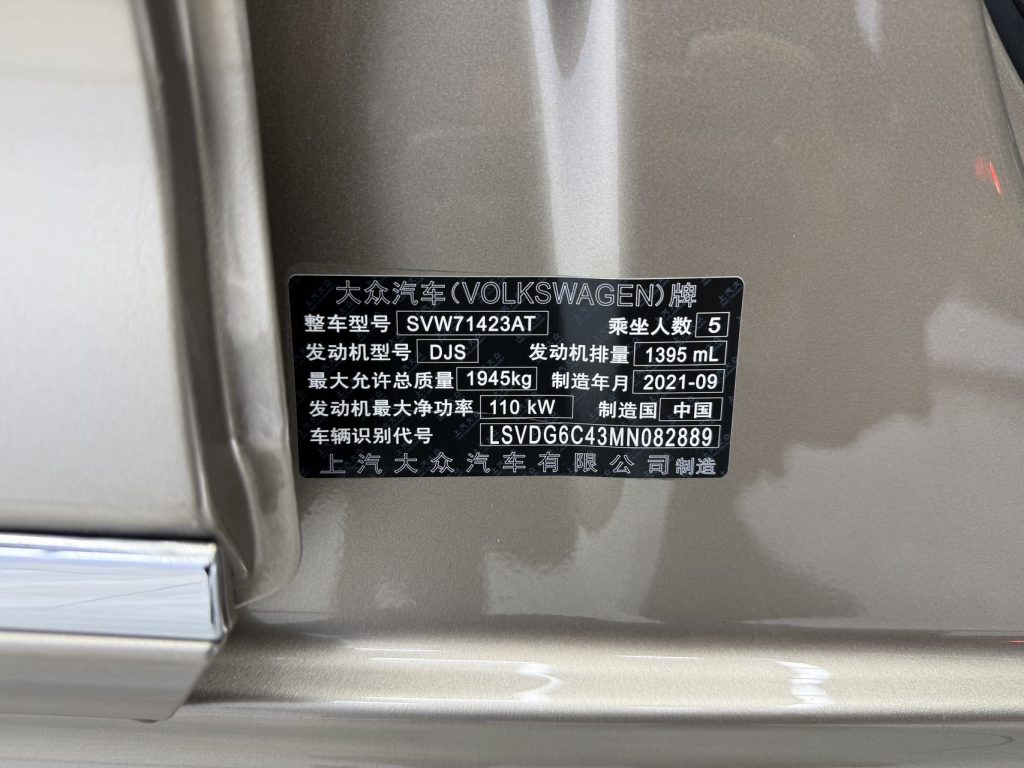 大众汽车(VOLKSWAGEN)牌
整车型号 SVW71423AT 乘坐人数 5
发动机型号 DJS 发动机排量 1395 mL
最大允许总质量 1945kg 制造年月 2021-09
发动机最大净功率 110 kW 制造国 中国
车辆识别代号 LSVDG6C43MN082889
上汽大众汽车有限公司制造